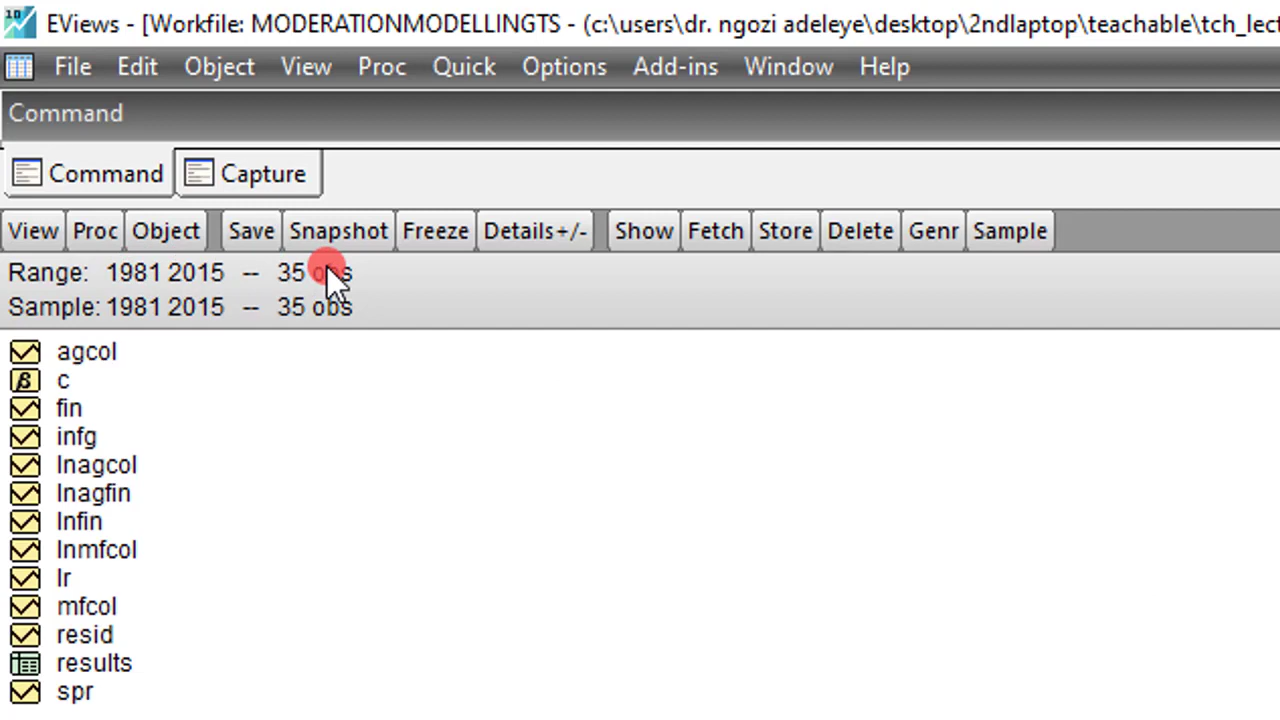 EViews - [Workfile: MODERATIONMODELLINGTS - (c:\users\dr. ngozi adeleye\desktop\2ndlaptop\teachable\tch_lect
File Edit Object View Proc Quick Options Add-ins Window Help
Command
Command Capture
View Proc Object Save Snapshot Freeze Details+/- Show Fetch Store Delete Genr Sample
Range: 1981 2015 -- 35 obs
Sample: 1981 2015 -- 35 obs
agcol
c
fin
infg
lnagcol
lnagfin
lnfin
lnmfcol
lr
mfcol
resid
results
spr